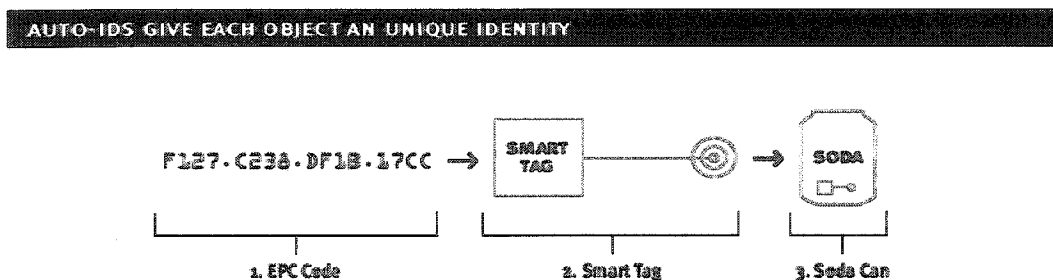 AUTO-IDS GIVE EACH OBJECT AN UNIQUE IDENTITY
F127.C238.DF1B.17CC
SMART
TAG
SODA
1. EPC Code
2. Smart Tag
3. Soda Can